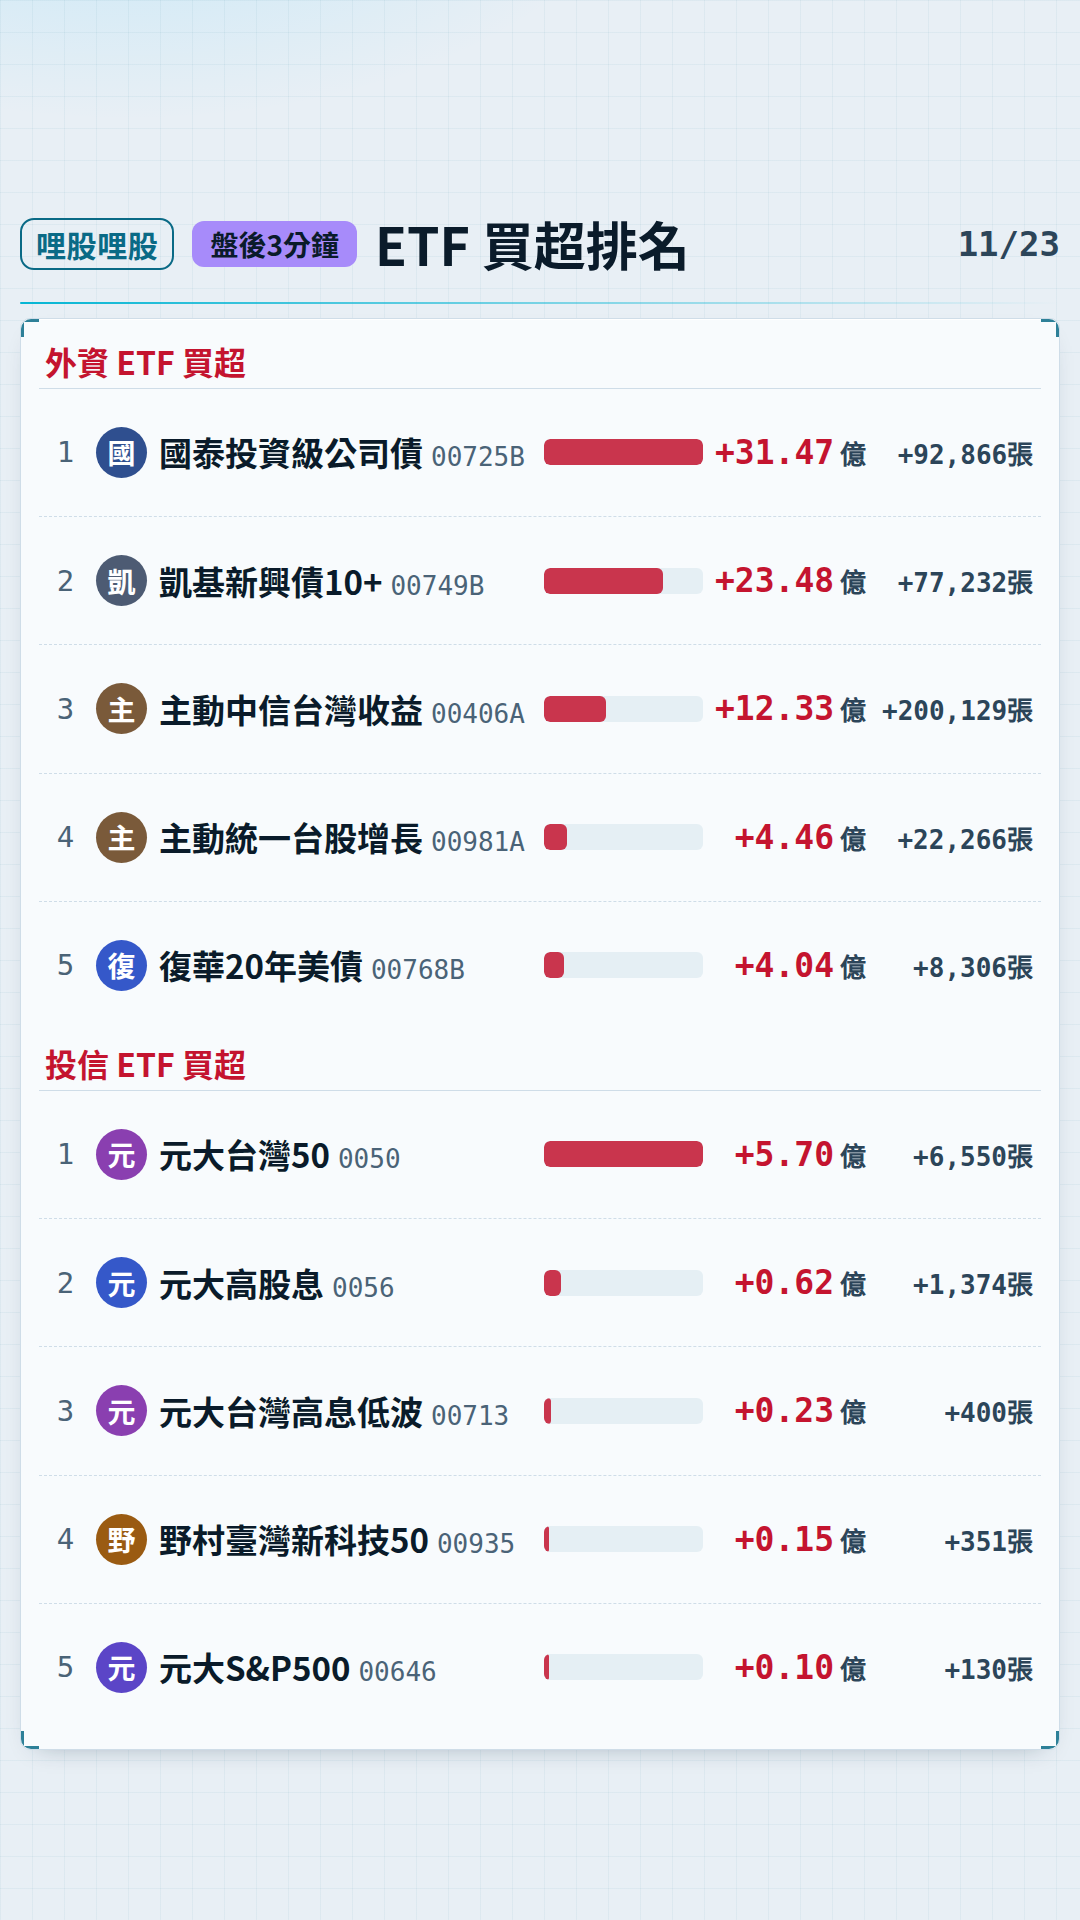 哩股哩股 盤後3分鐘 ETF 買超排名 11/23
外資 ETF 買超
1 國 國泰投資級公司債 00725B +31.47 億 +92,866張
2 凱 凱基新興債10+ 00749B +23.48 億 +77,232張
3 主 主動中信台灣收益 00406A +12.33 億 +200,129張
4 主 主動統一台股增長 00981A +4.46 億 +22,266張
5 復 復華20年美債 00768B +4.04 億 +8,306張
投信 ETF 買超
1 元 元大台灣50 0050 +5.70 億 +6,550張
2 元 元大高股息 0056 +0.62 億 +1,374張
3 元 元大台灣高息低波 00713 +0.23 億 +400張
4 野 野村臺灣新科技50 00935 +0.15 億 +351張
5 元 元大S&P500 00646 +0.10 億 +130張